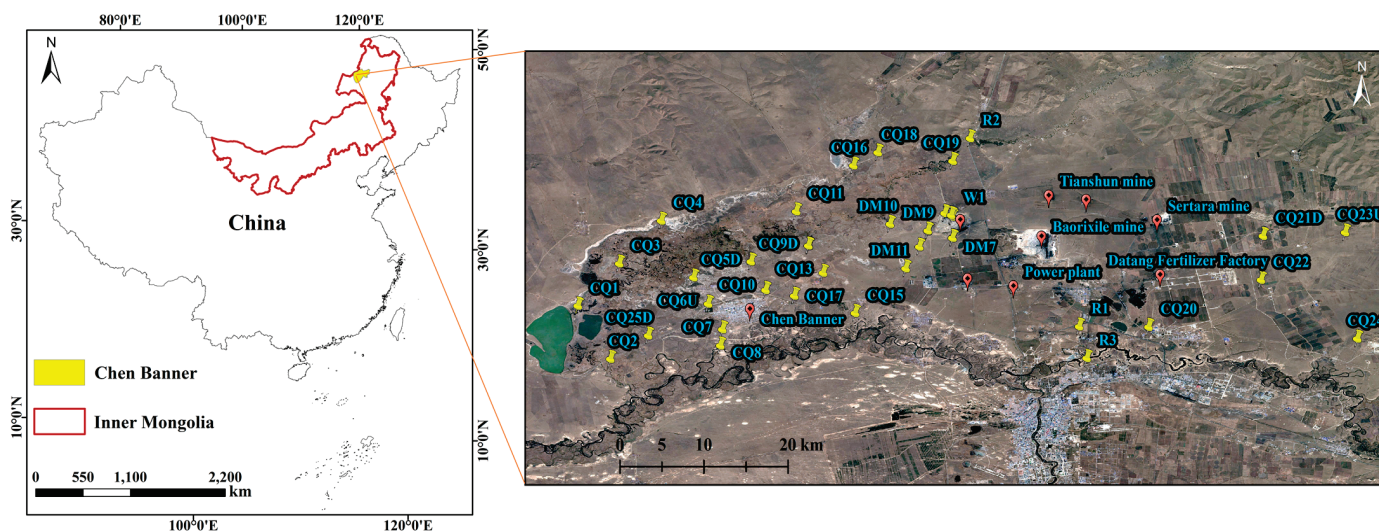 80°0'E
100°0'E
120°0'E
N
50°0'N
30°0'N
30°0'N
10°0'N
10°0'N
China
Chen Banner
Inner Mongolia
0 550 1,100 2,200
km
100°0'E
120°0'E
N
R2
CQ18
CQ19
CQ16
Tianshun mine
CQ11
W1
CQ4
DM10
DM9
Sertara mine
CQ21D
CQ23U
Baorixile mine
CQ3
CQ9D
DM7
CQ5D
DM11
CQ13
Datang Fertilizer Factory
CQ22
Power plant
CQ1
CQ10
CQ6U
CQ17
CQ15
R1
CQ20
CQ25D
Chen Banner
CQ7
CQ24
CQ2
CQ8
R3
0 5 10 20 km